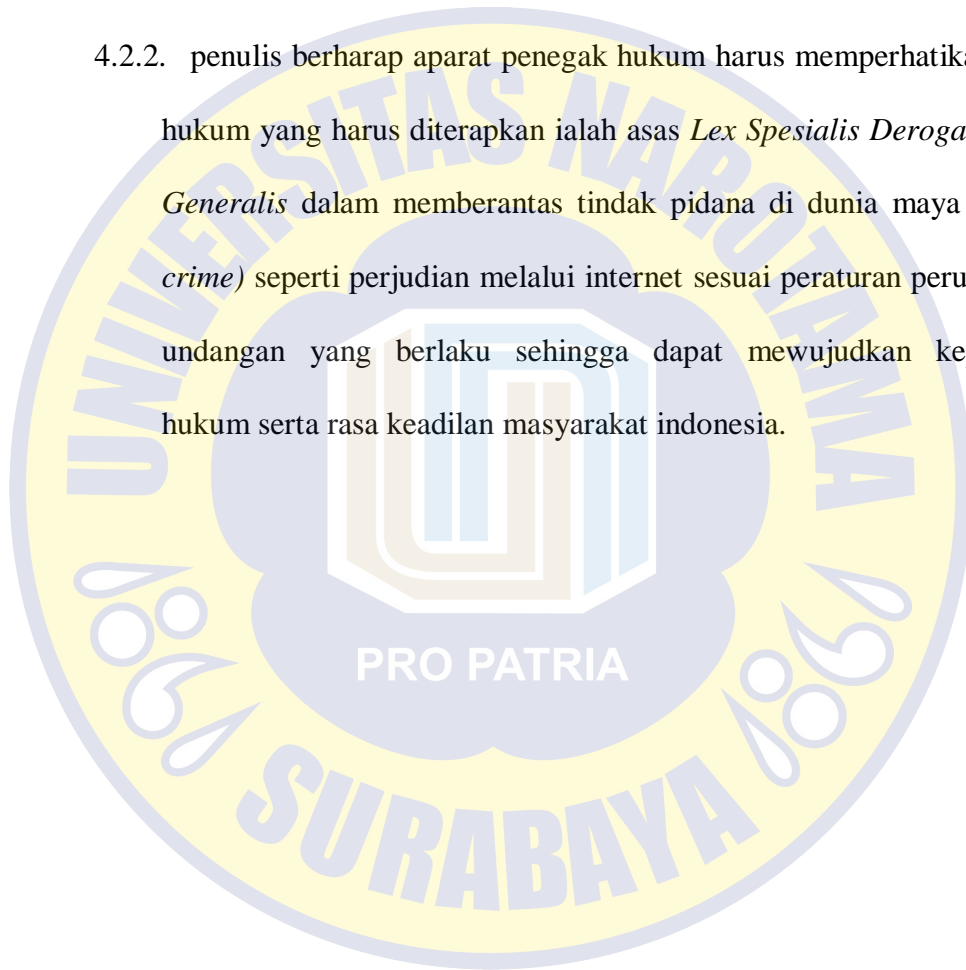 4.2.2. penulis berharap aparat penegak hukum harus memperhatika
hukum yang harus diterapkan ialah asas Lex Spesialis Deroga
Generalis dalam memberantas tindak pidana di dunia maya
crime) seperti perjudian melalui internet sesuai peraturan peru
undangan yang berlaku sehingga dapat mewujudkan ke
hukum serta rasa keadilan masyarakat indonesia.
UNIVERSITAS NAROTAMA
PRO PATRIA
SURABAYA